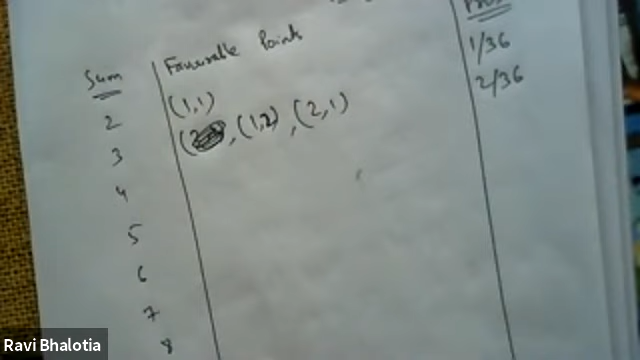 Sum Favourable Points
2 (1,1) 1/36
3 (1,2), (2,1) 2/36
4
5
6
7
8
Ravi Bhalotia